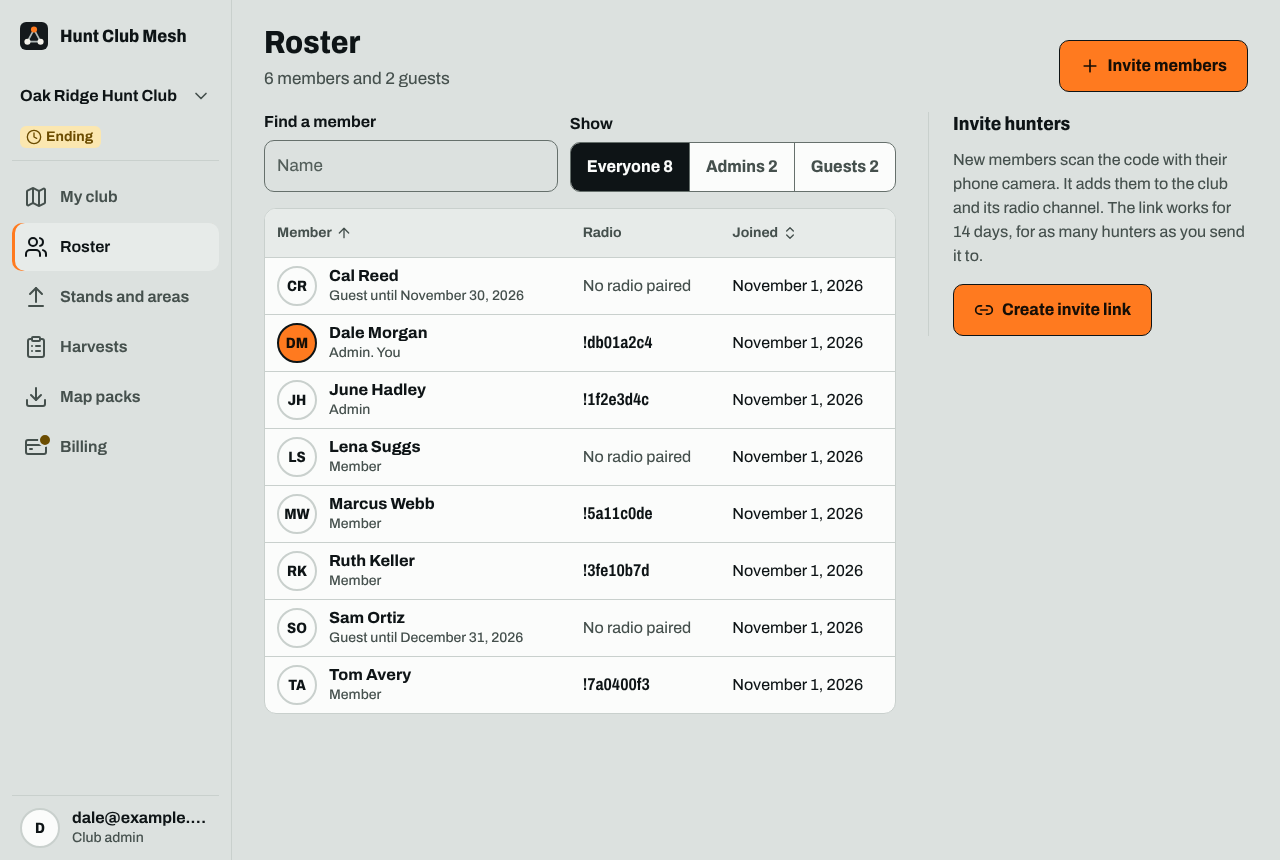 Hunt Club Mesh
Oak Ridge Hunt Club
Ending
My club
Roster
Stands and areas
Harvests
Map packs
Billing
D
dale@example....
Club admin
Roster
6 members and 2 guests
Invite members
Find a member
Name
Show
Everyone 8 Admins 2 Guests 2
Member Radio Joined
CR Cal Reed
Guest until November 30, 2026
No radio paired November 1, 2026
DM Dale Morgan
Admin. You
!db01a2c4 November 1, 2026
JH June Hadley
Admin
!1f2e3d4c November 1, 2026
LS Lena Suggs
Member
No radio paired November 1, 2026
MW Marcus Webb
Member
!5a11c0de November 1, 2026
RK Ruth Keller
Member
!3fe10b7d November 1, 2026
SO Sam Ortiz
Guest until December 31, 2026
No radio paired November 1, 2026
TA Tom Avery
Member
!7a0400f3 November 1, 2026
Invite hunters
New members scan the code with their
phone camera. It adds them to the club
and its radio channel. The link works for
14 days, for as many hunters as you send
it to.
Create invite link